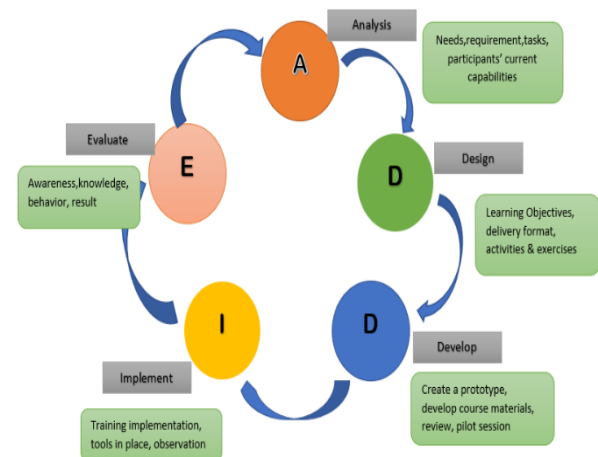 A
Analysis
Needs,requirement,tasks,
participants' current
capabilities
D
Design
Learning Objectives,
delivery format,
activities & exercises
D
Develop
Create a prototype,
develop course materials,
review, pilot session
I
Implement
Training implementation,
tools in place, observation
E
Evaluate
Awareness,knowledge,
behavior, result